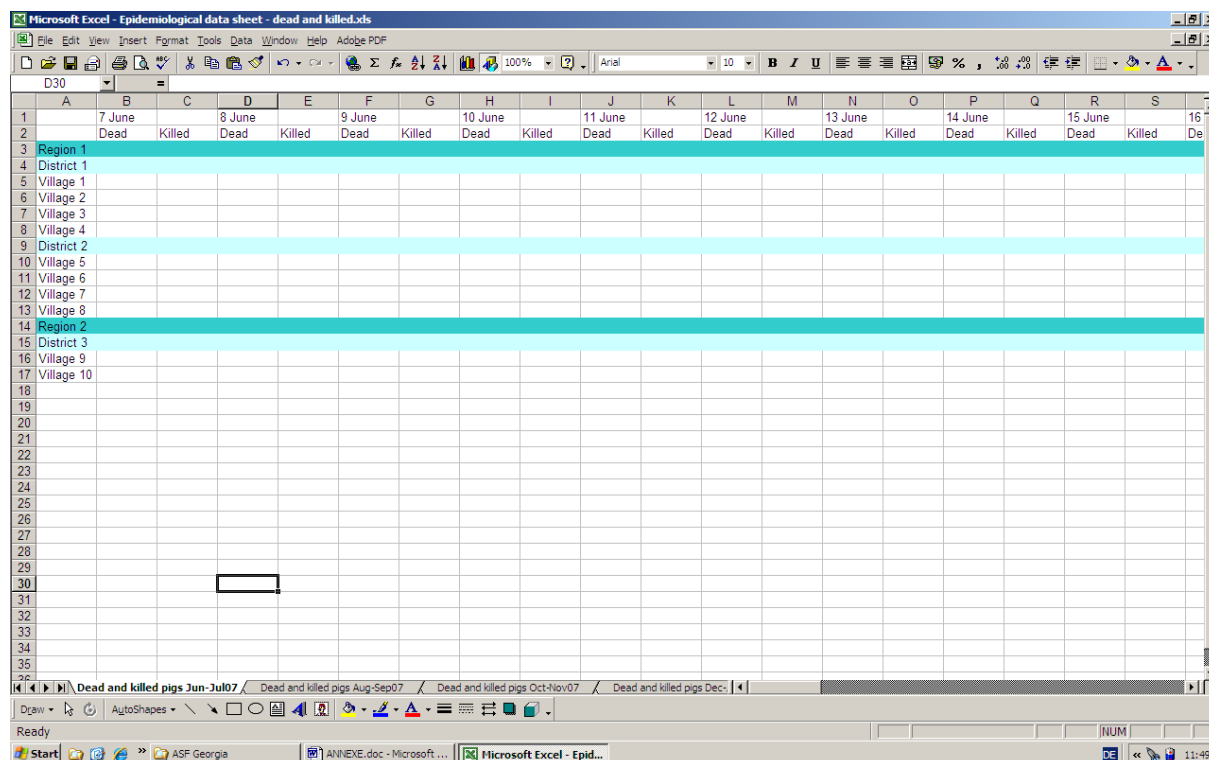 Microsoft Excel - Epidemiological data sheet - dead and killed.xls
File Edit View Insert Format Tools Data Window Help Adobe PDF
100% Arial 10 B I U % ,
D30 =
A B C D E F G H I J K L M N O P Q R S
1 7 June 8 June 9 June 10 June 11 June 12 June 13 June 14 June 15 June 16
2 Dead Killed Dead Killed Dead Killed Dead Killed Dead Killed Dead Killed Dead Killed Dead Killed Dead Killed De
3 Region 1
4 District 1
5 Village 1
6 Village 2
7 Village 3
8 Village 4
9 District 2
10 Village 5
11 Village 6
12 Village 7
13 Village 8
14 Region 2
15 District 3
16 Village 9
17 Village 10
18
19
20
21
22
23
24
25
26
27
28
29
30
31
32
33
34
35
36
Dead and killed pigs Jun-Jul07 Dead and killed pigs Aug-Sep07 Dead and killed pigs Oct-Nov07 Dead and killed pigs Dec-
Draw AutoShapes
Ready NUM
Start » ASF Georgia ANNEXE.doc - Microsoft ... Microsoft Excel - Epid... DE « 11:49